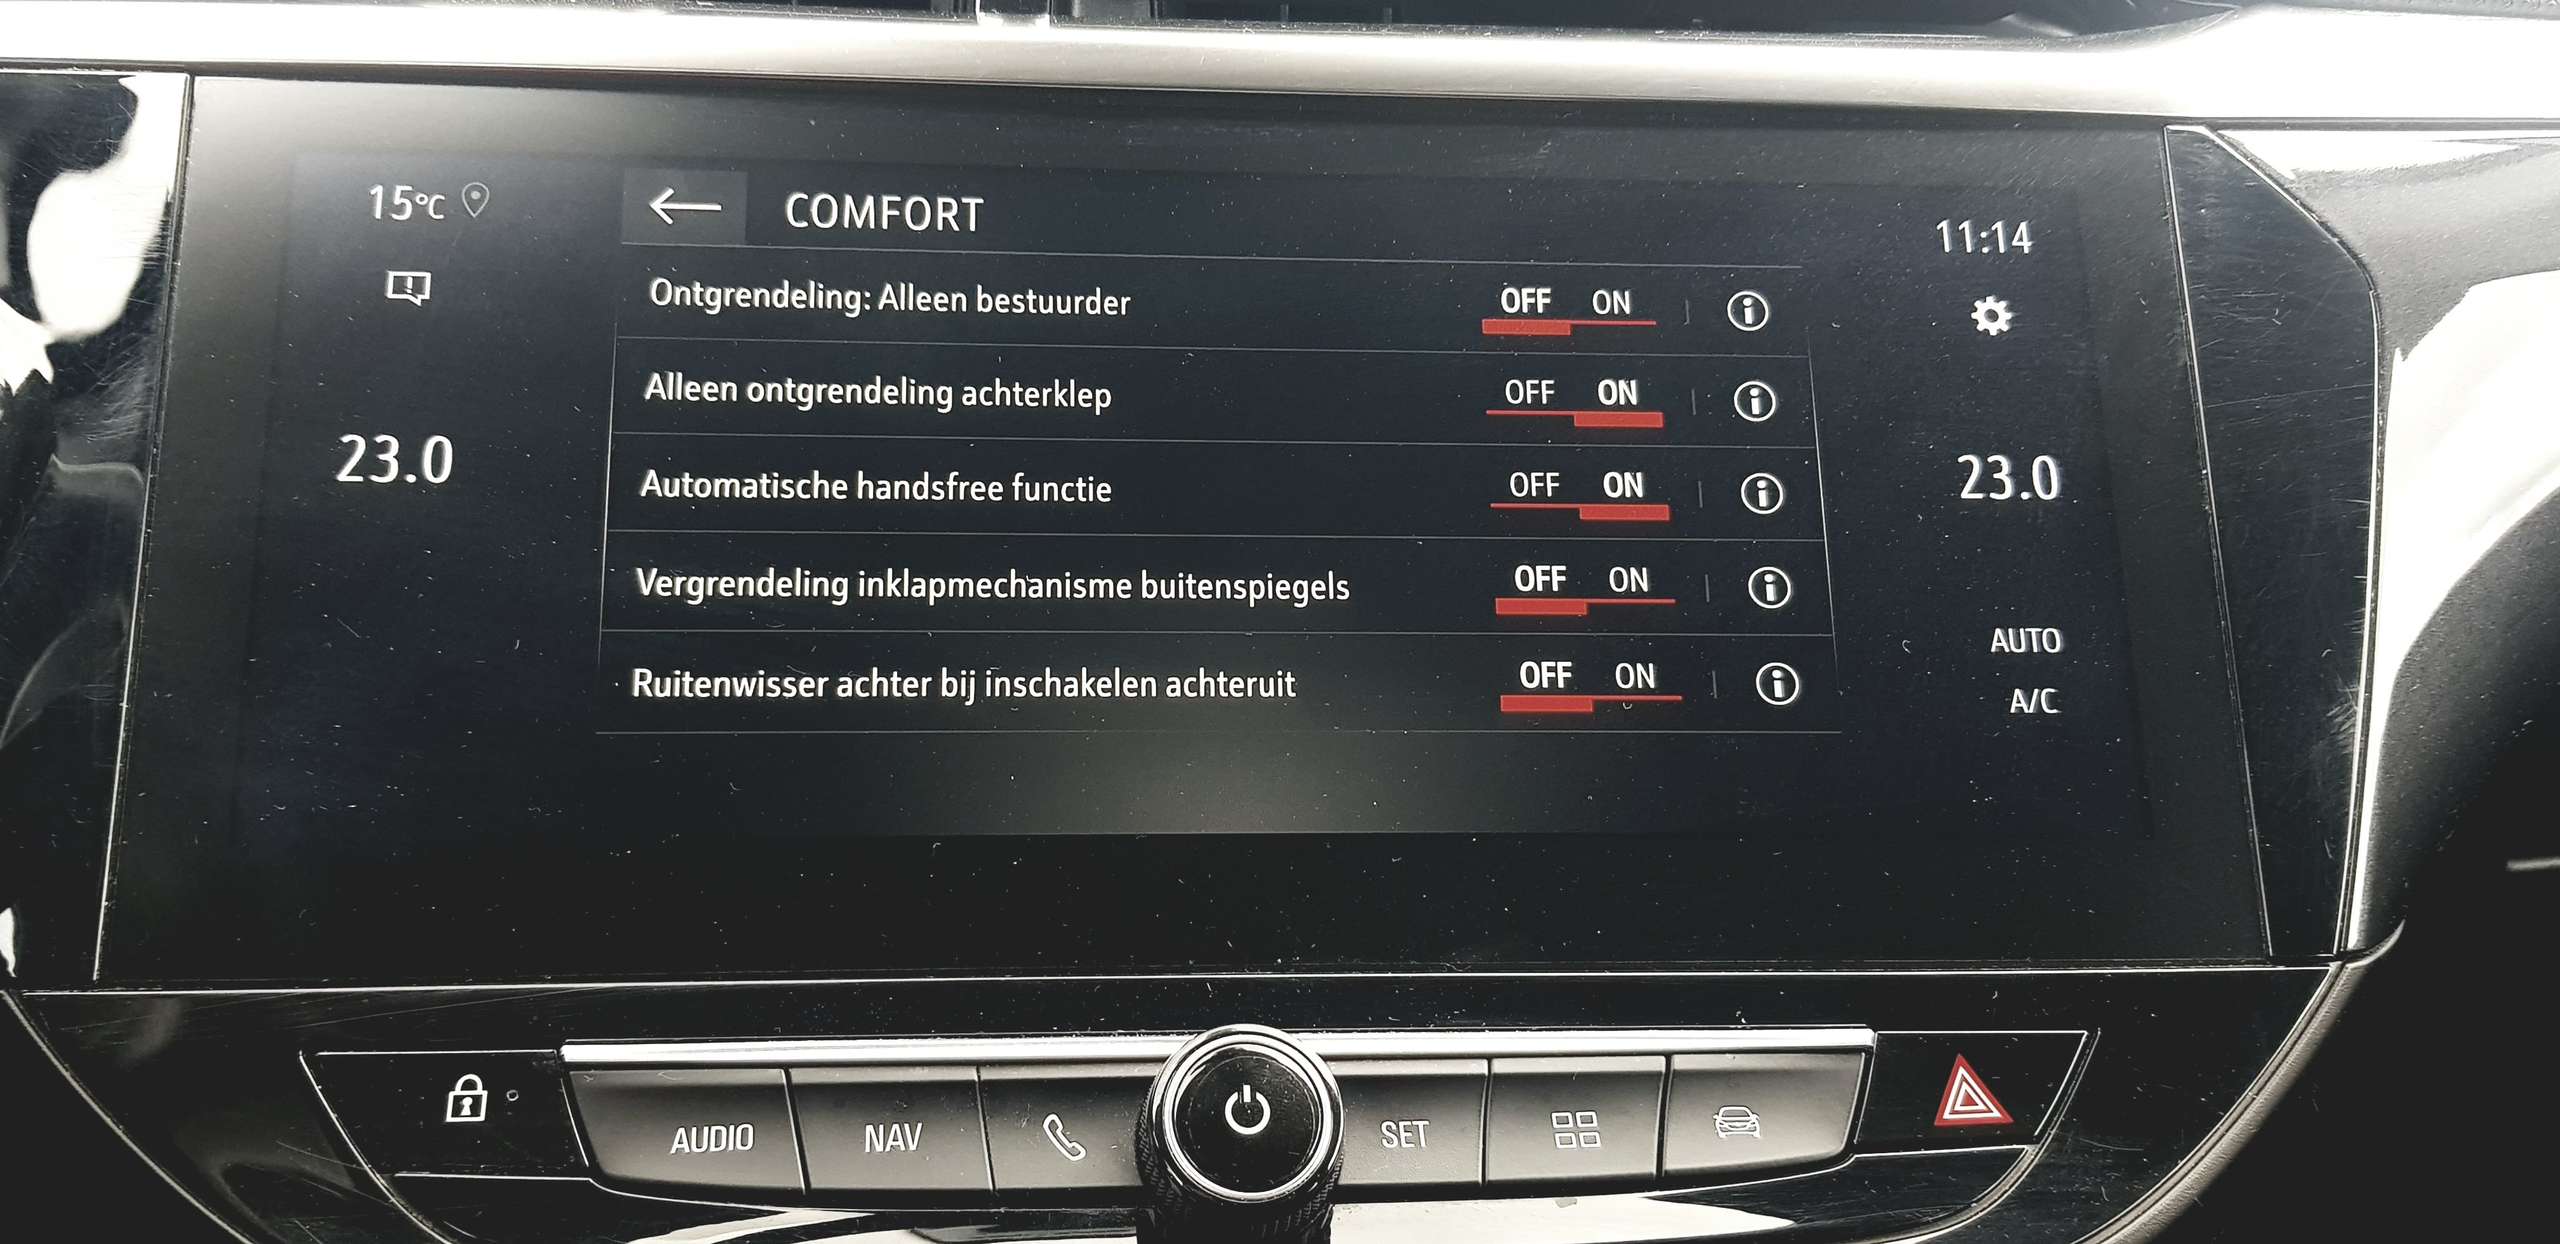 15°C
COMFORT
11:14
Ontgrendeling: Alleen bestuurder OFF ON
Alleen ontgrendeling achterklep OFF ON
Automatische handsfree functie OFF ON
Vergrendeling inklapmechanisme buitenspiegels OFF ON
Ruitenwisser achter bij inschakelen achteruit OFF ON
23.0
23.0
AUTO
A/C
AUDIO
NAV
SET